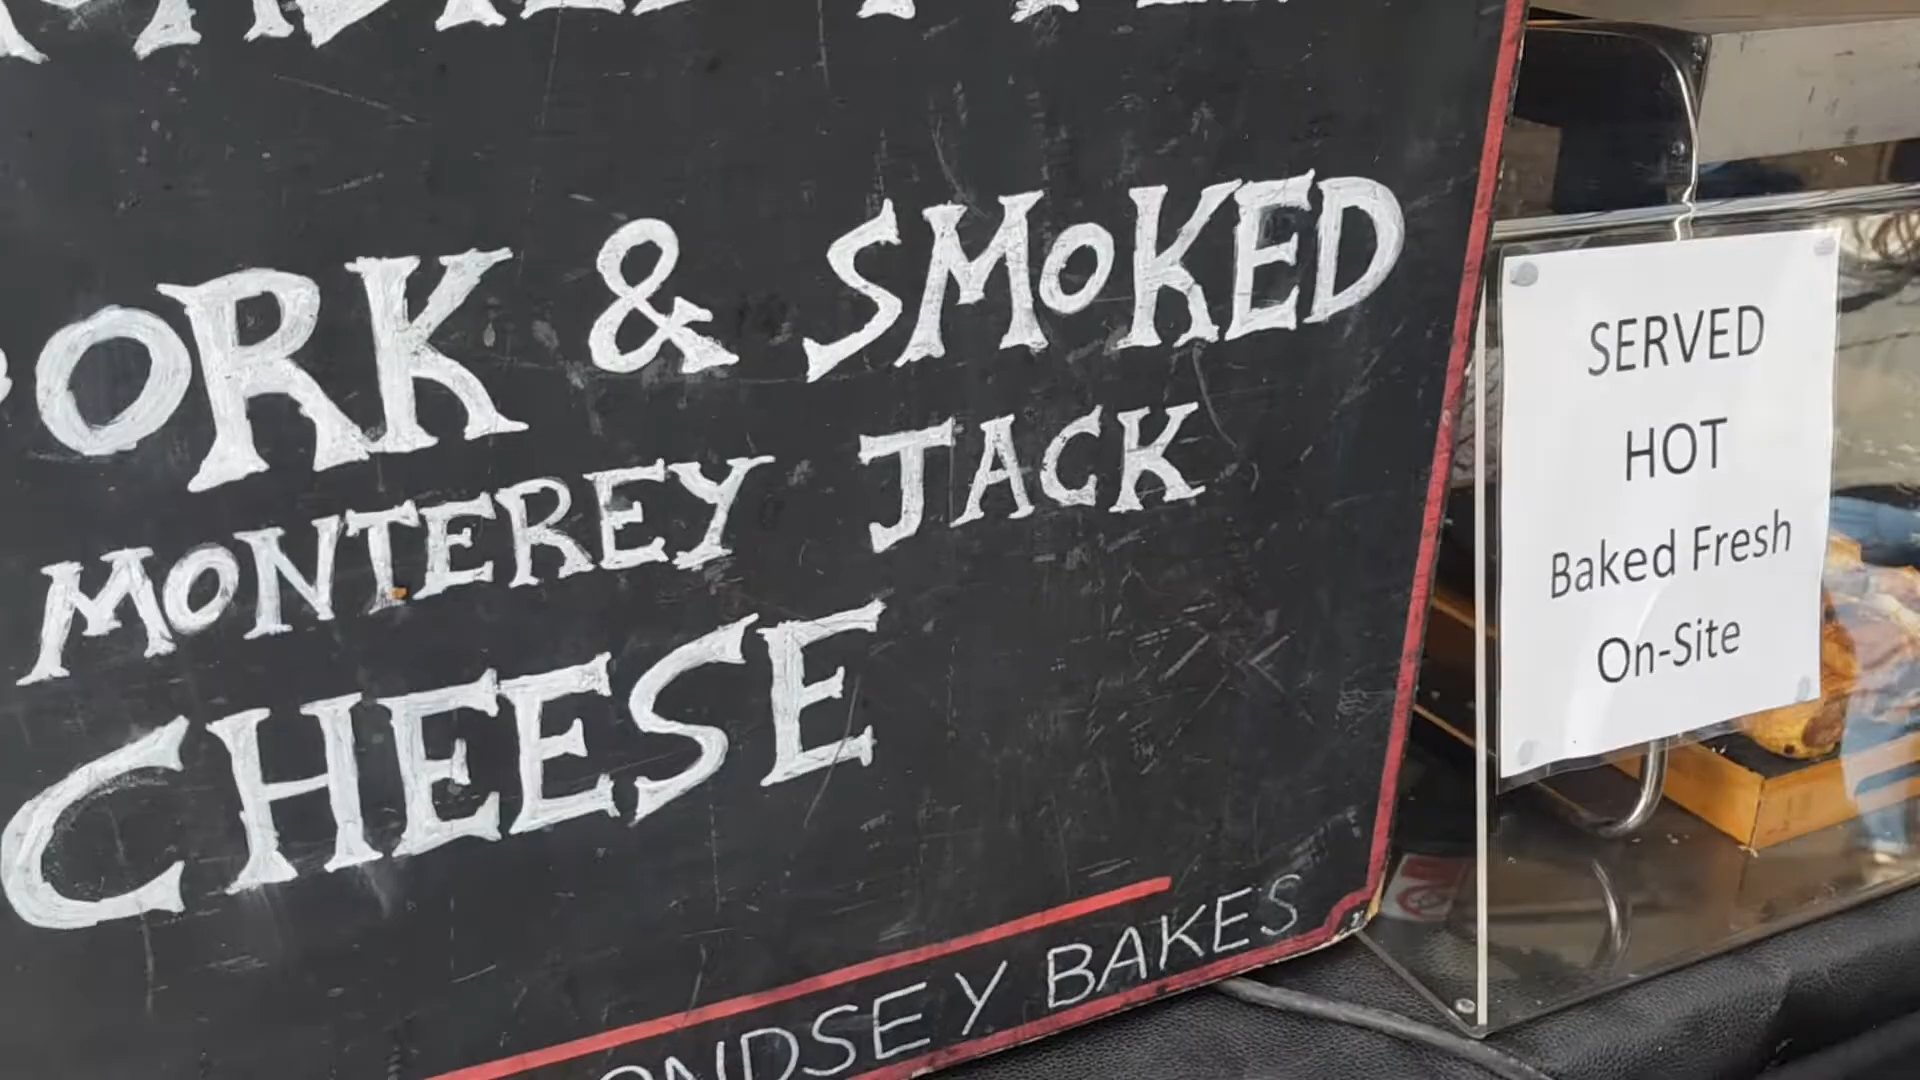 ORK & SMOKED
MONTEREY JACK
CHEESE
NDSEY BAKES
SERVED
HOT
Baked Fresh
On-Site